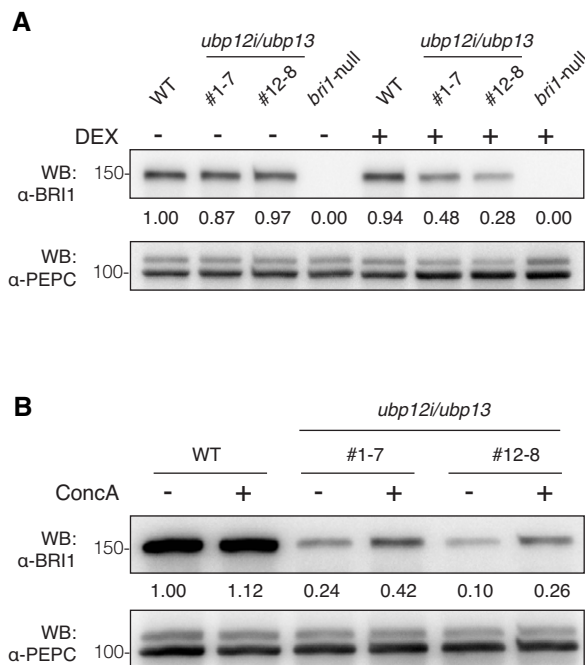 A
ubp12i/ubp13
WT #1-7 #12-8 bri1-null WT #1-7 #12-8 bri1-null
DEX - - - - + + + +
WB: α-BRI1 150-
1.00 0.87 0.97 0.00 0.94 0.48 0.28 0.00
WB: α-PEPC 100-
B
ubp12i/ubp13
WT #1-7 #12-8
ConcA - + - + - +
WB: α-BRI1 150-
1.00 1.12 0.24 0.42 0.10 0.26
WB: α-PEPC 100-